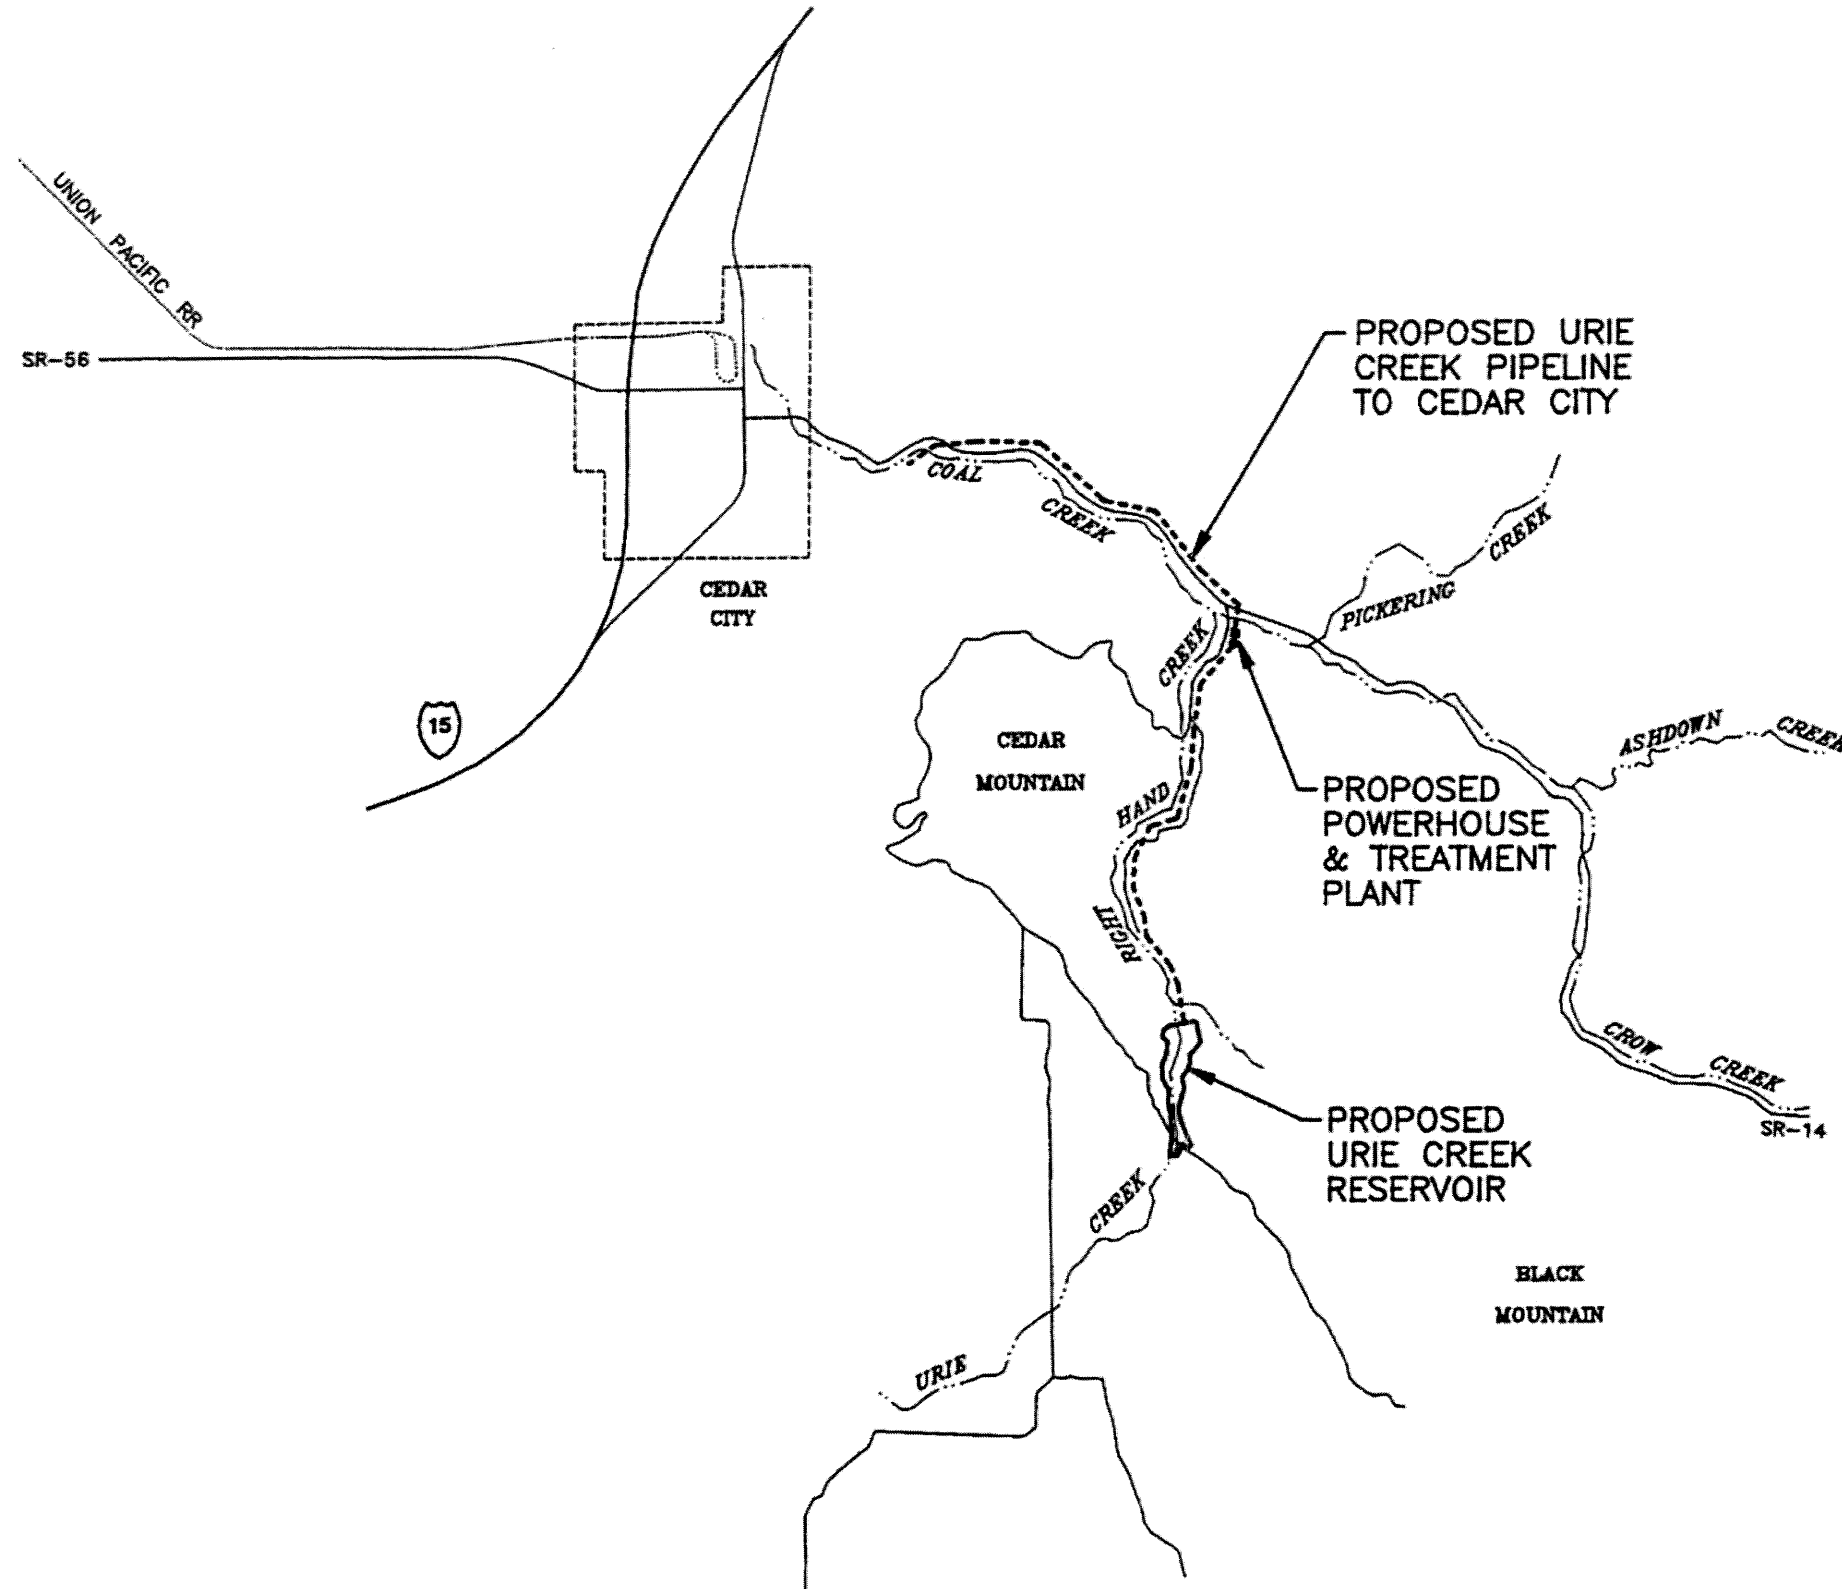 UNION PACIFIC RR
SR-56
PROPOSED URIE
CREEK PIPELINE
TO CEDAR CITY
COAL
CREEK
CREEK
PICKERING
CEDAR
CITY
CREEK
15
CEDAR
MOUNTAIN
ASHDOWN
CREEK
HAND
PROPOSED
POWERHOUSE
& TREATMENT
PLANT
RIGHT
CROW
CREEK
SR-14
PROPOSED
URIE CREEK
RESERVOIR
CREEK
BLACK
MOUNTAIN
URIE